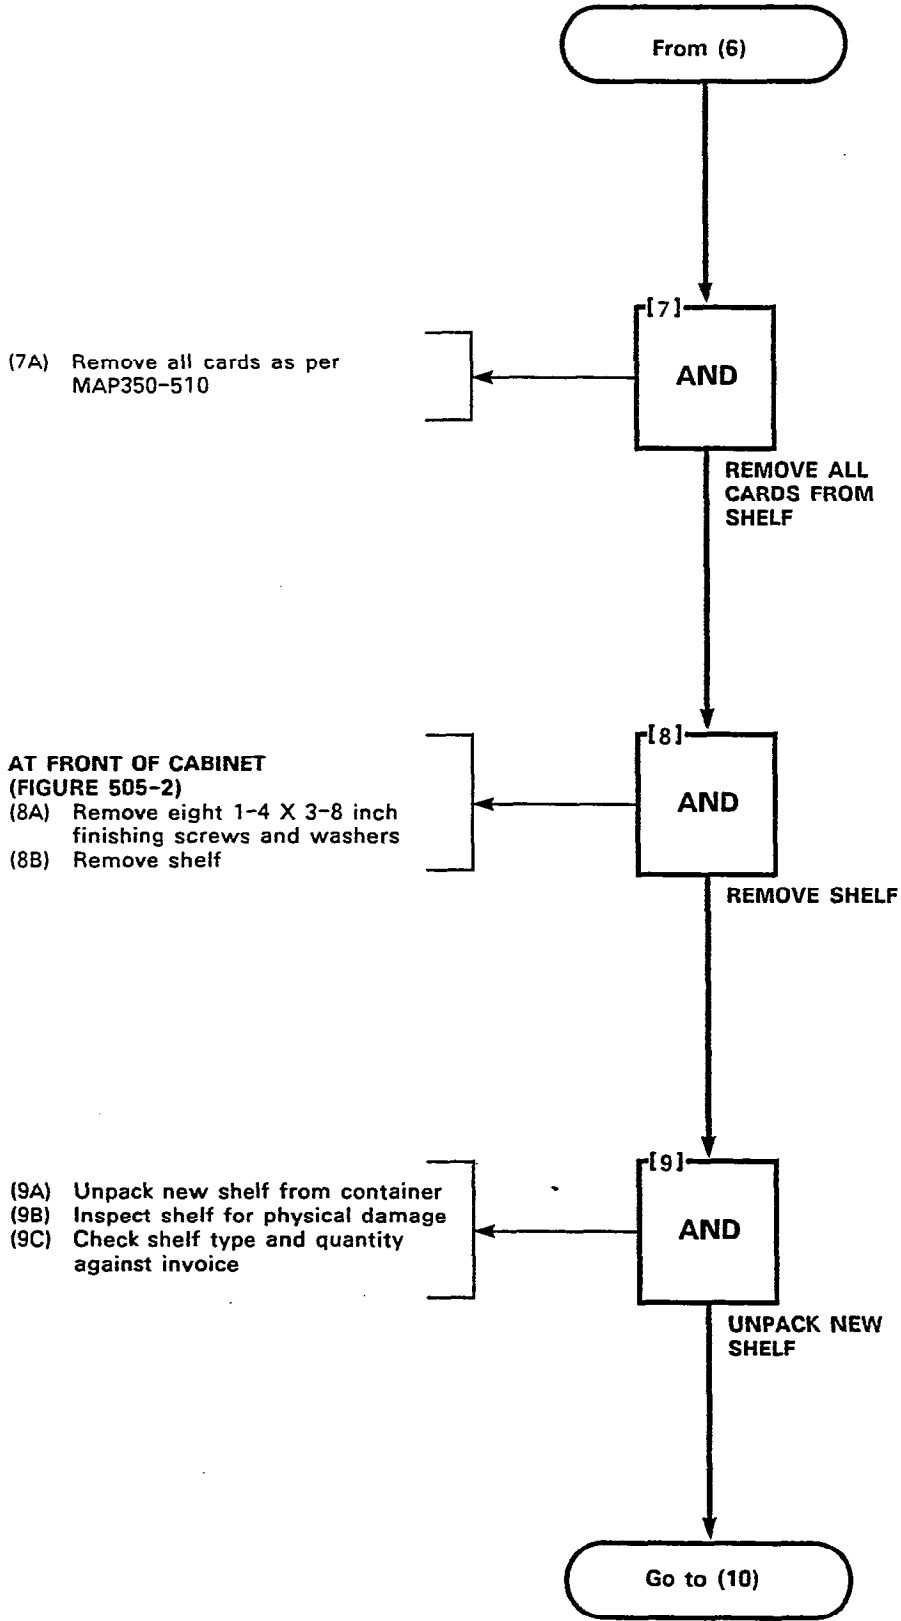 From (6)
[7]
(7A) Remove all cards as per
MAP350-510
AND
REMOVE ALL
CARDS FROM
SHELF
[8]
AT FRONT OF CABINET
(FIGURE 505-2)
(8A) Remove eight 1-4 X 3-8 inch
finishing screws and washers
(8B) Remove shelf
AND
REMOVE SHELF
[9]
(9A) Unpack new shelf from container
(9B) Inspect shelf for physical damage
(9C) Check shelf type and quantity
against invoice
AND
UNPACK NEW
SHELF
Go to (10)